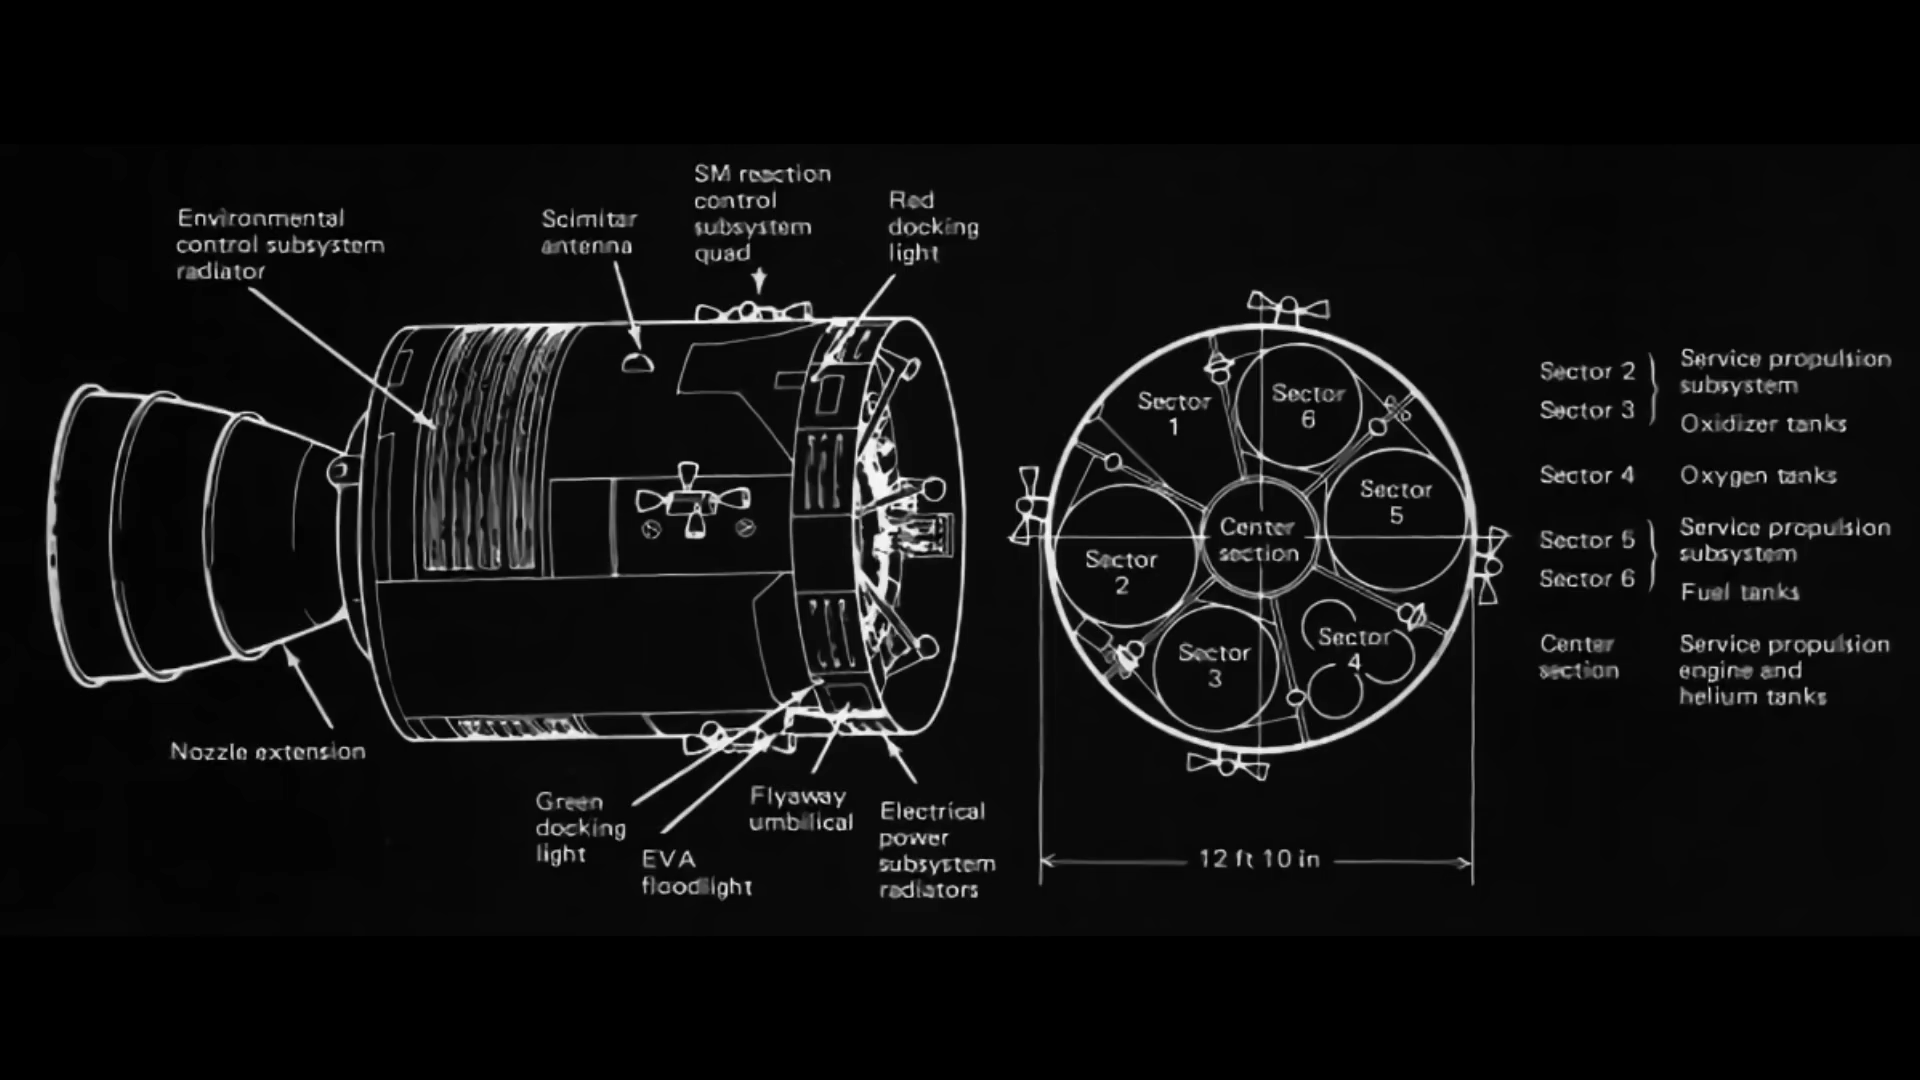 Environmental
control subsystem
radiator
Scimitar
antenna
SM reaction
control
subsystem
quad
Red
docking
light
Nozzle extension
Green
docking
light
EVA
floodlight
Flyaway
umbilical
Electrical
power
subsystem
radiators
Sector
1
Sector
6
Sector
5
Center
section
Sector
2
Sector
3
Sector
4
12 ft 10 in
Sector 2
Sector 3
Service propulsion
subsystem
Oxidizer tanks
Sector 4
Oxygen tanks
Sector 5
Sector 6
Service propulsion
subsystem
Fuel tanks
Center
section
Service propulsion
engine and
helium tanks